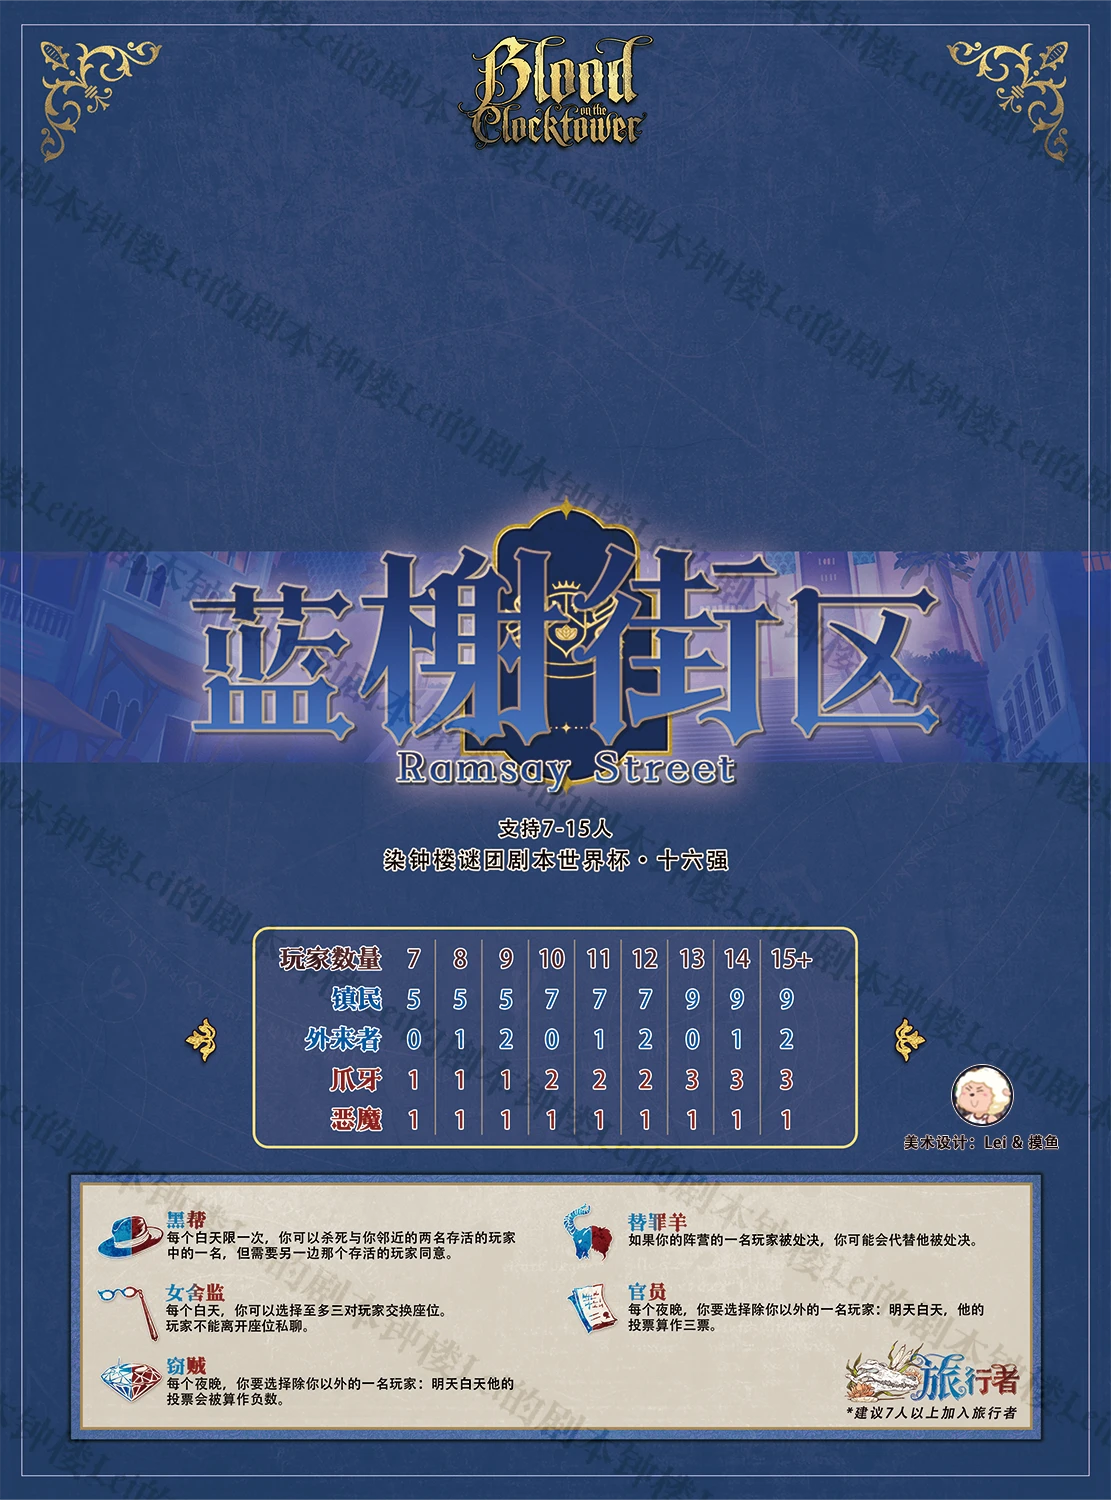 Blood
on the
Clocktower
蓝榭街区
Ramsay Street
支持7-15人
染钟楼谜团剧本世界杯·十六强
玩家数量 7 8 9 10 11 12 13 14 15+
镇民 5 5 5 7 7 7 9 9 9
外来者 0 1 2 0 1 2 0 1 2
爪牙 1 1 1 2 2 2 3 3 3
恶魔 1 1 1 1 1 1 1 1 1
美术设计：Lei & 摸鱼
黑帮
每个白天限一次，你可以杀死与你邻近的两名存活的玩家
中的一名，但需要另一边那个存活的玩家同意。
女舍监
每个白天，你可以选择至多三对玩家交换座位。
玩家不能离开座位私聊。
窃贼
每个夜晚，你要选择除你以外的一名玩家：明天白天他的
投票会被算作负数。
替罪羊
如果你的阵营的一名玩家被处决，你可能会代替他被处决。
官员
每个夜晚，你要选择除你以外的一名玩家：明天白天，他的
投票算作三票。
旅行者
*建议7人以上加入旅行者
Lei的剧本钟楼